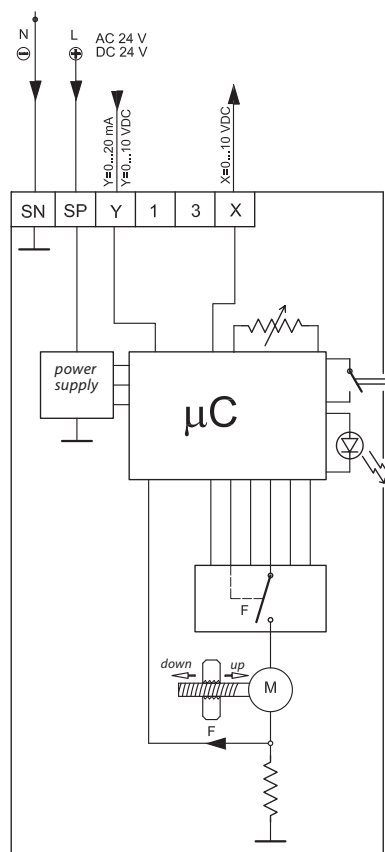 N
L
AC 24 V
DC 24 V
Y=0...20 mA
Y=0...10 VDC
X=0...10 VDC
SN SP Y 1 3 X
power
supply
μC
F
down up
M
F